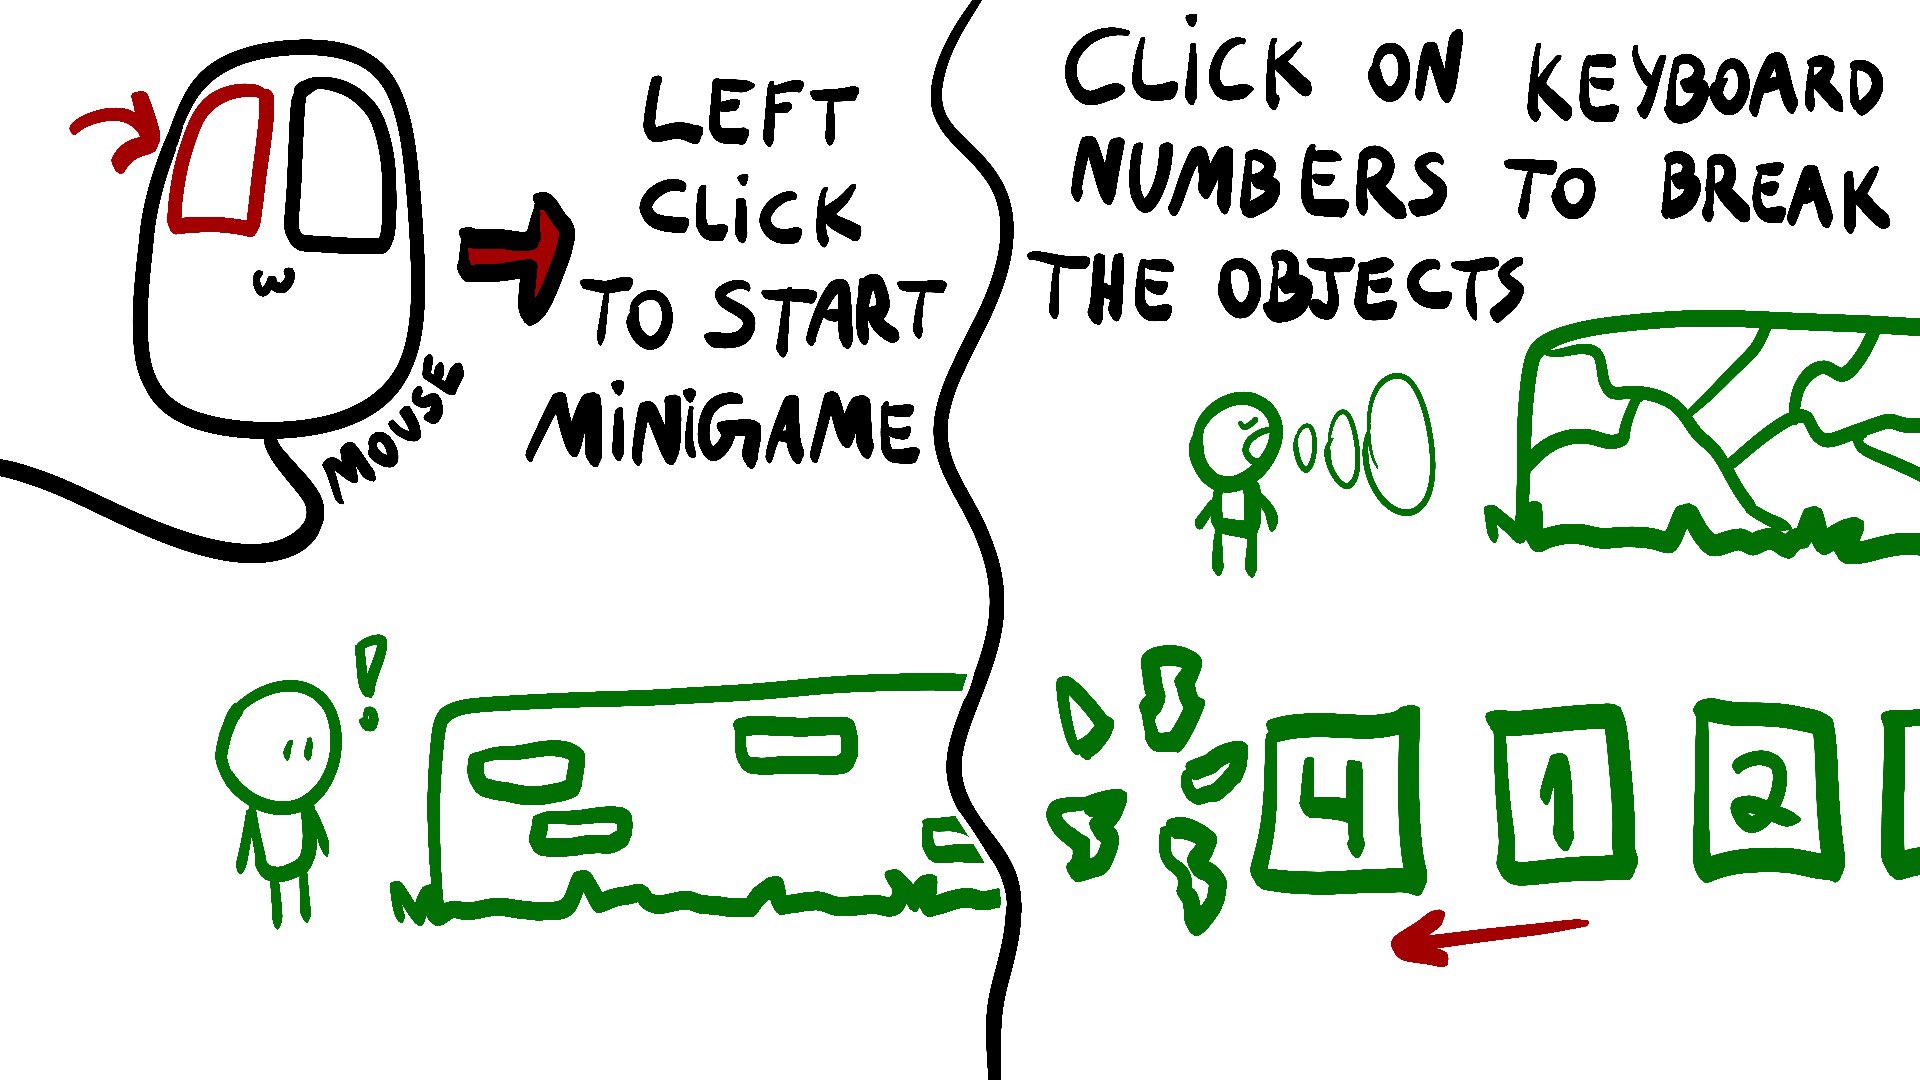 LEFT
CLiCK
TO START
MiNiGAME
MOUSE
CLiCK ON KEYBOARD
NUMBERS TO BREAK
THE OBJECTS
!
4 1 2